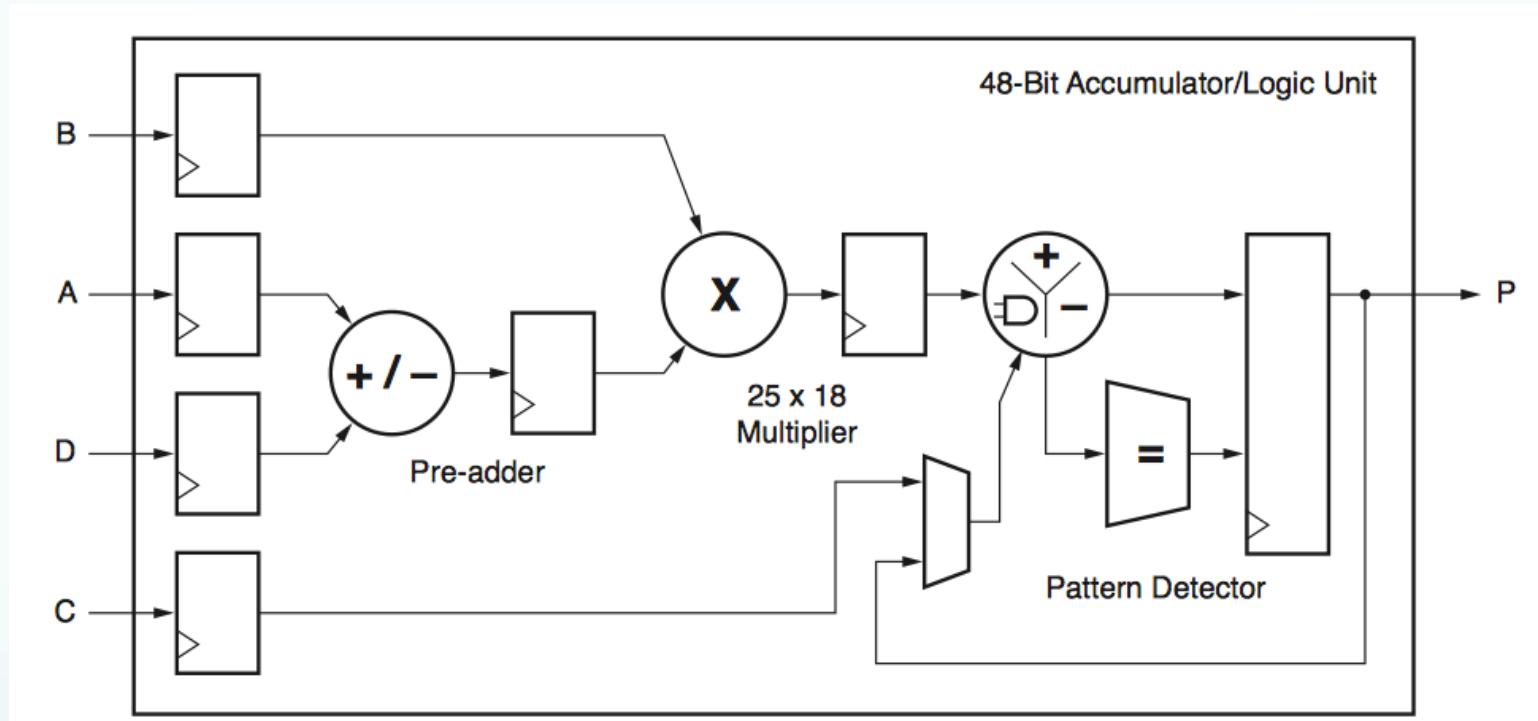 48-Bit Accumulator/Logic Unit
B
A
D
C
+ / –
Pre-adder
X
25 x 18
Multiplier
+
–
=
Pattern Detector
P